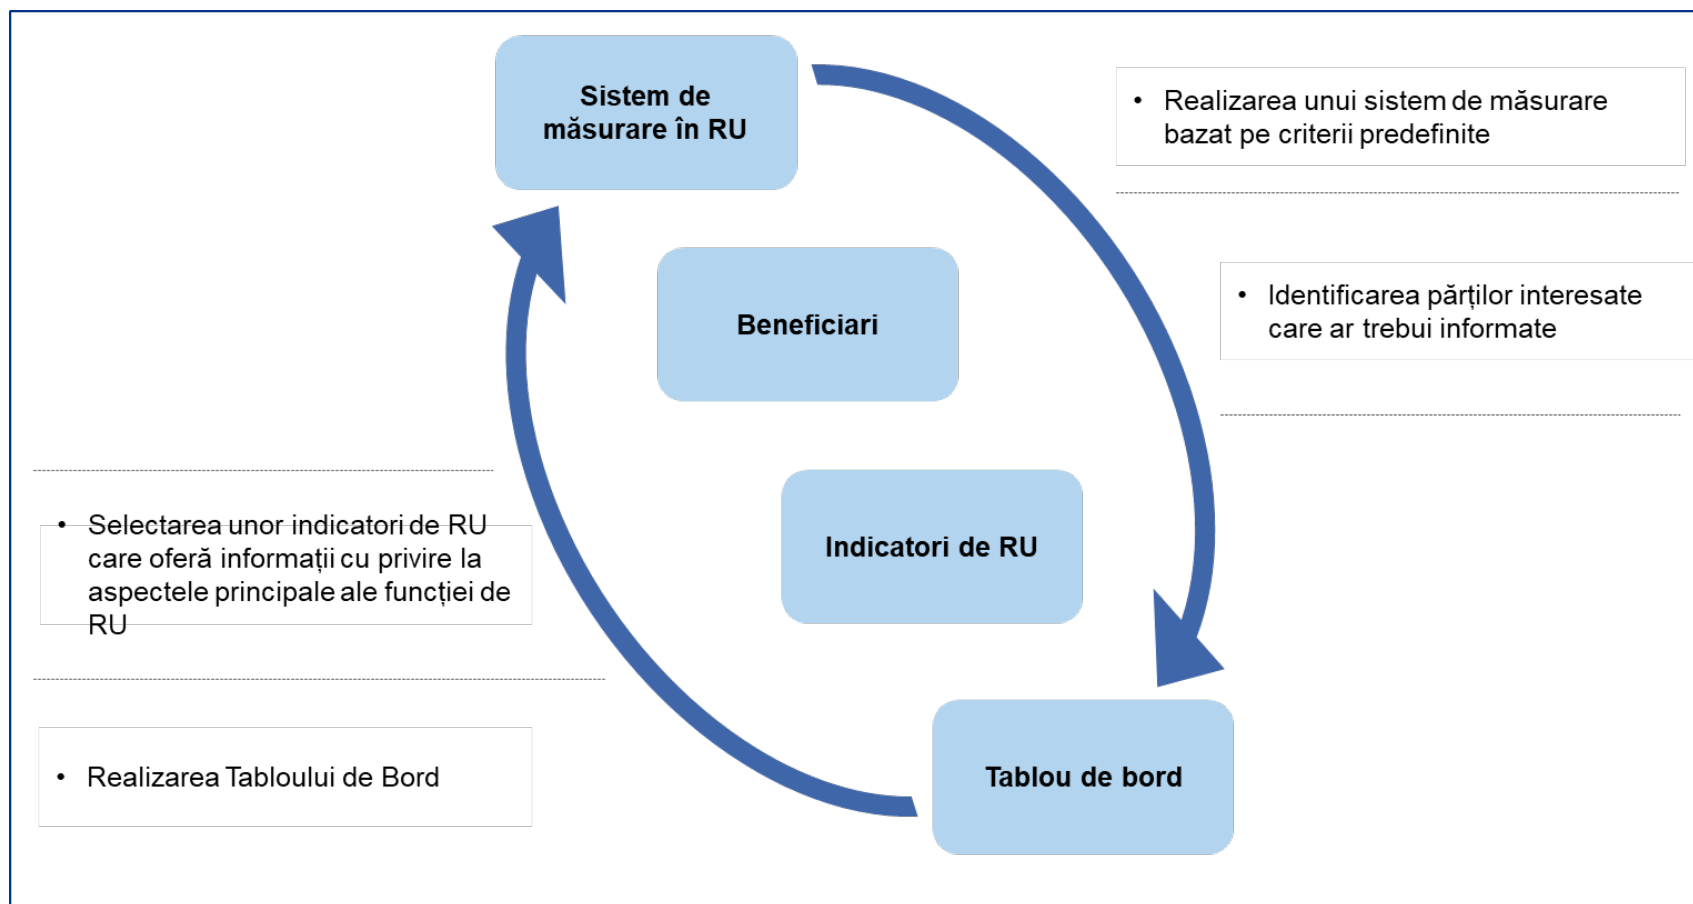 Sistem de
măsurare în RU
• Realizarea unui sistem de măsurare
bazat pe criterii predefinite
Beneficiari
• Identificarea părților interesate
care ar trebui informate
Indicatori de RU
• Selectarea unor indicatori de RU
care oferă informații cu privire la
aspectele principale ale funcției de
RU
Tablou de bord
• Realizarea Tabloului de Bord